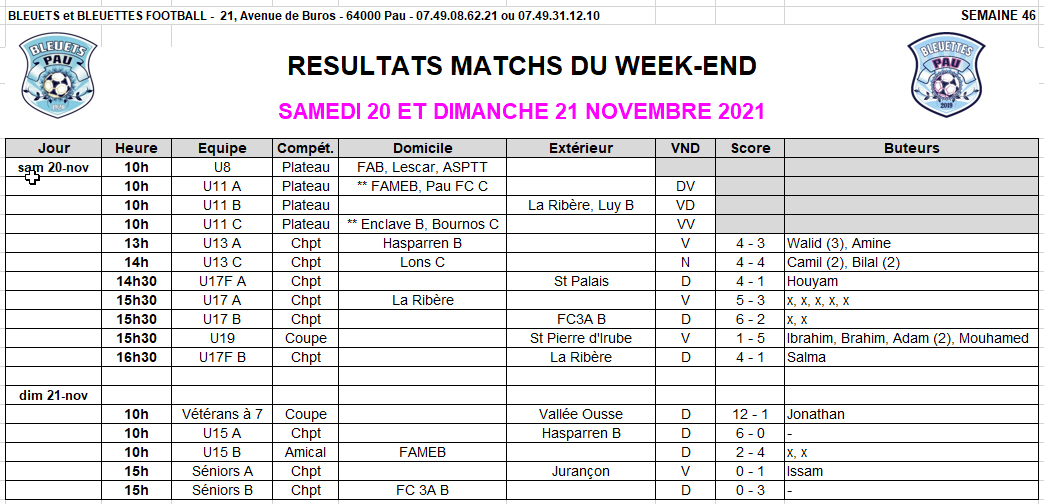 BLEUETS et BLEUETTES FOOTBALL - 21, Avenue de Buros - 64000 Pau - 07.49.08.62.21 ou 07.49.31.12.10 SEMAINE 46
BLEUETS PAU
BLEUETTES PAU 2019
RESULTATS MATCHS DU WEEK-END
SAMEDI 20 ET DIMANCHE 21 NOVEMBRE 2021
Jour Heure Equipe Compét. Domicile Extérieur VND Score Buteurs
sam 20-nov 10h U8 Plateau FAB, Lescar, ASPTT
10h U11 A Plateau ** FAMEB, Pau FC C DV
10h U11 B Plateau La Ribère, Luy B VD
10h U11 C Plateau ** Enclave B, Bournos C VV
13h U13 A Chpt Hasparren B V 4 - 3 Walid (3), Amine
14h U13 C Chpt Lons C N 4 - 4 Camil (2), Bilal (2)
14h30 U17F A Chpt St Palais D 4 - 1 Houyam
15h30 U17 A Chpt La Ribère V 5 - 3 x, x, x, x, x
15h30 U17 B Chpt FC3A B D 6 - 2 x, x
15h30 U19 Coupe St Pierre d'Irube V 1 - 5 Ibrahim, Brahim, Adam (2), Mouhamed
16h30 U17F B Chpt La Ribère D 4 - 1 Salma
dim 21-nov
10h Vétérans à 7 Coupe Vallée Ousse D 12 - 1 Jonathan
10h U15 A Chpt Hasparren B D 6 - 0 -
10h U15 B Amical FAMEB D 2 - 4 x, x
15h Séniors A Chpt Jurançon V 0 - 1 Issam
15h Séniors B Chpt FC 3A B D 0 - 3 -